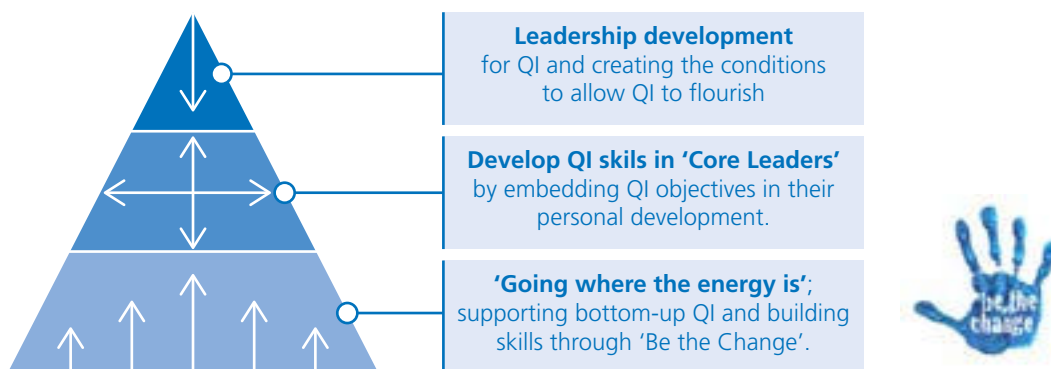 Leadership development
for QI and creating the conditions
to allow QI to flourish
Develop QI skils in ‘Core Leaders’
by embedding QI objectives in their
personal development.
‘Going where the energy is’;
supporting bottom-up QI and building
skills through ‘Be the Change’.
be the
change